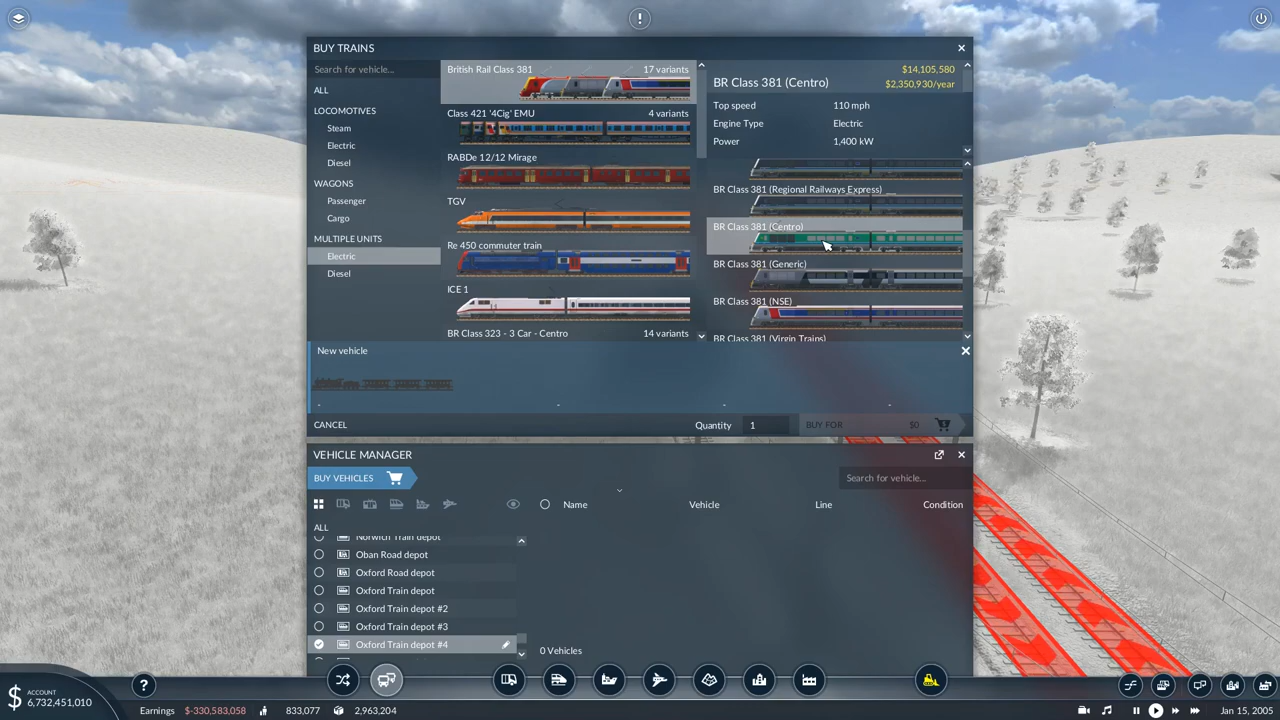 BUY TRAINS
Search for vehicle...
ALL
LOCOMOTIVES
Steam
Electric
Diesel
WAGONS
Passenger
Cargo
MULTIPLE UNITS
Electric
Diesel
British Rail Class 381 17 variants
Class 421 '4Cig' EMU 4 variants
RABDe 12/12 Mirage
TGV
Re 450 commuter train
ICE 1
BR Class 323 - 3 Car - Centro 14 variants
$14,105,580
BR Class 381 (Centro)
$2,350,930/year
Top speed 110 mph
Engine Type Electric
Power 1,400 kW
BR Class 381 (Regional Railways Express)
BR Class 381 (Centro)
BR Class 381 (Generic)
BR Class 381 (NSE)
BR Class 381 (Virgin Trains)
New vehicle
- - - -
CANCEL
Quantity 1
BUY FOR $0
VEHICLE MANAGER
BUY VEHICLES
Search for vehicle...
Name Vehicle Line Condition
ALL
Norwich Train depot
Oban Road depot
Oxford Road depot
Oxford Train depot
Oxford Train depot #2
Oxford Train depot #3
Oxford Train depot #4
0 Vehicles
$ ACCOUNT
6,732,451,010
?
Earnings $-330,583,058 833,077 2,963,204
Jan 15, 2005